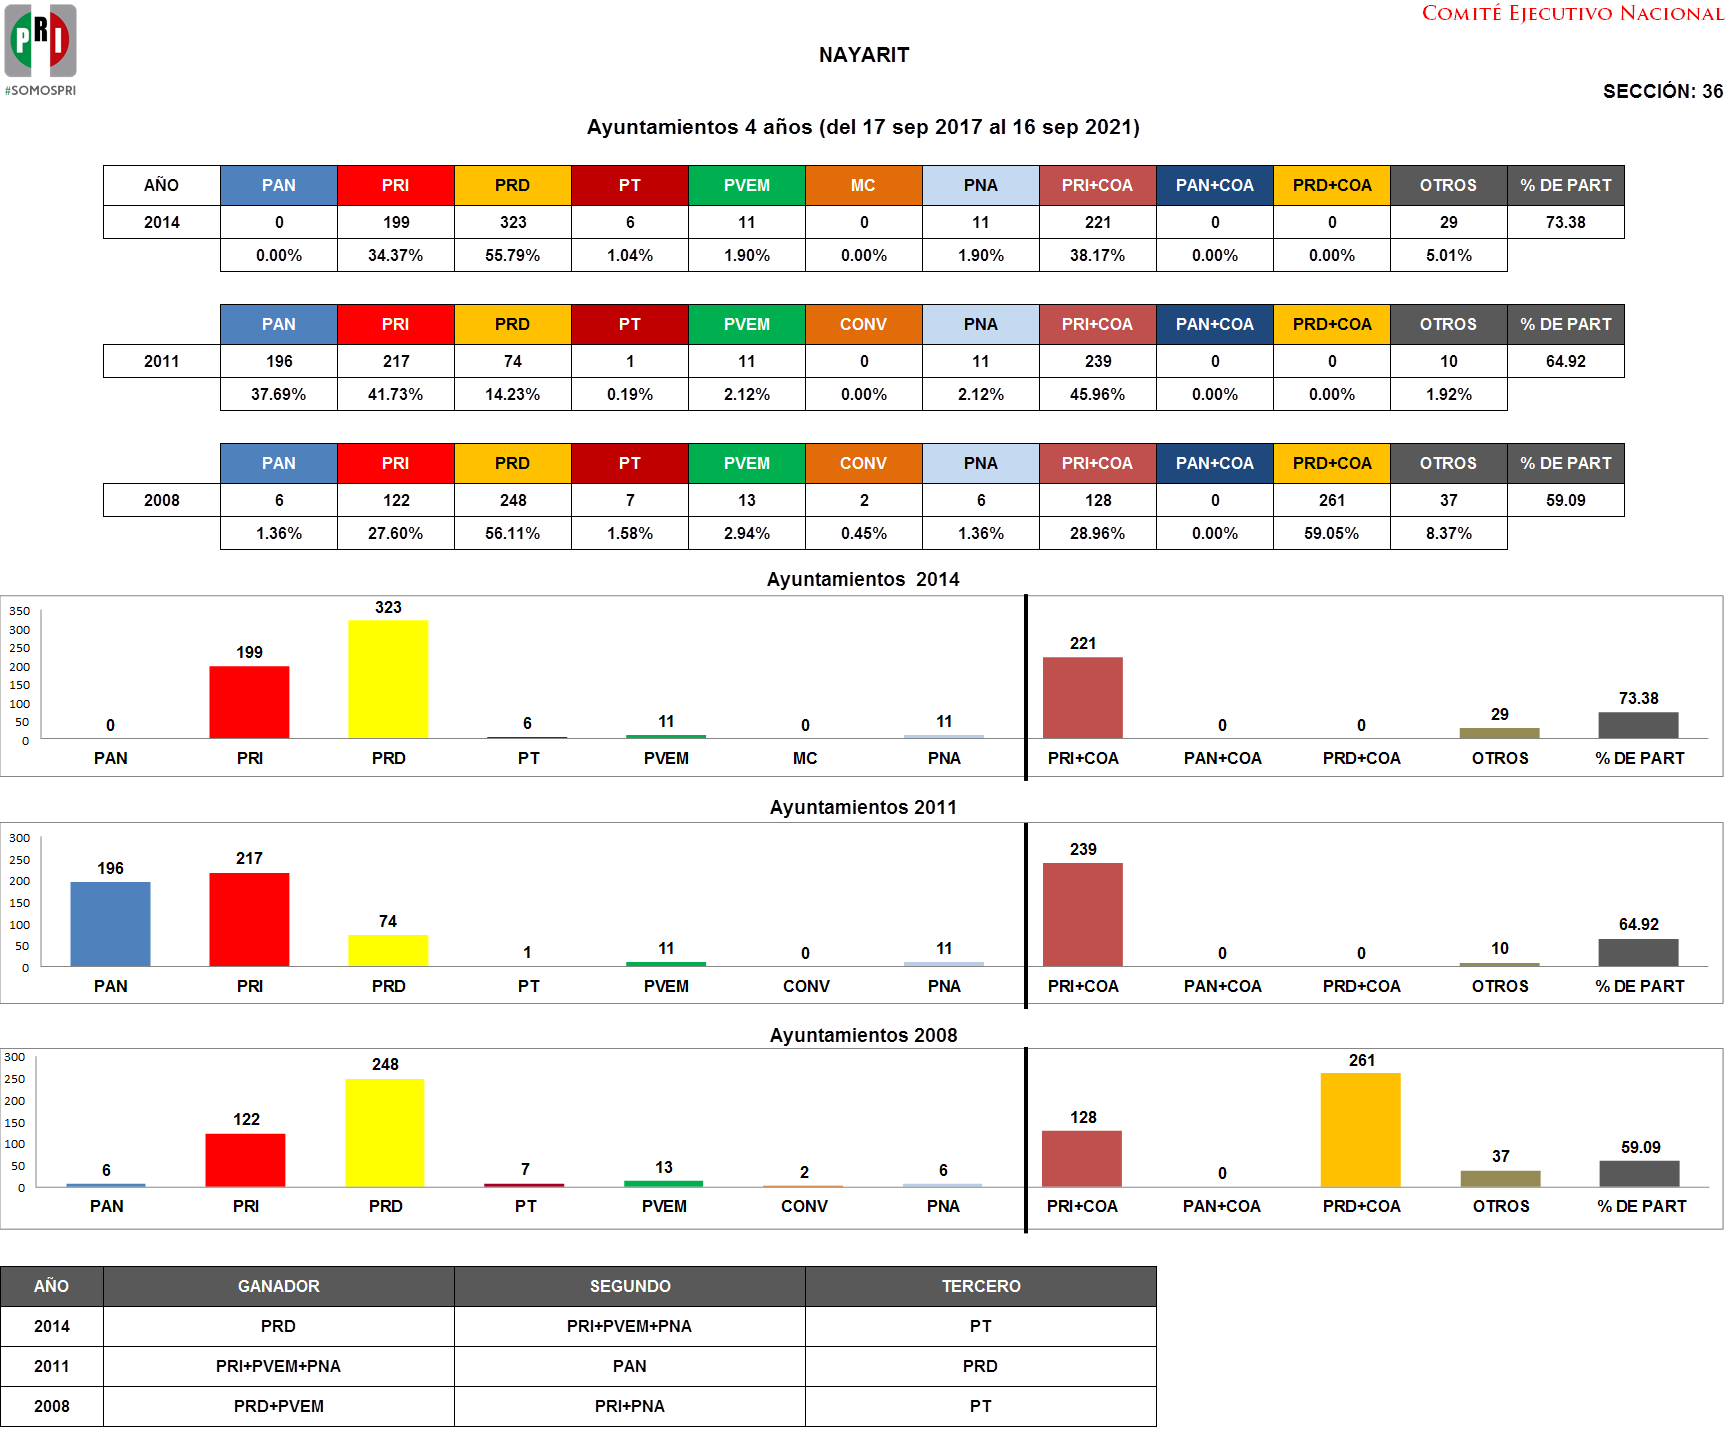 COMITÉ EJECUTIVO NACIONAL
PRI
#SOMOSPRI
NAYARIT
SECCIÓN: 36
Ayuntamientos 4 años (del 17 sep 2017 al 16 sep 2021)
AÑO PAN PRI PRD PT PVEM MC PNA PRI+COA PAN+COA PRD+COA OTROS % DE PART
2014 0 199 323 6 11 0 11 221 0 0 29 73.38
0.00% 34.37% 55.79% 1.04% 1.90% 0.00% 1.90% 38.17% 0.00% 0.00% 5.01%
PAN PRI PRD PT PVEM CONV PNA PRI+COA PAN+COA PRD+COA OTROS % DE PART
2011 196 217 74 1 11 0 11 239 0 0 10 64.92
37.69% 41.73% 14.23% 0.19% 2.12% 0.00% 2.12% 45.96% 0.00% 0.00% 1.92%
PAN PRI PRD PT PVEM CONV PNA PRI+COA PAN+COA PRD+COA OTROS % DE PART
2008 6 122 248 7 13 2 6 128 0 261 37 59.09
1.36% 27.60% 56.11% 1.58% 2.94% 0.45% 1.36% 28.96% 0.00% 59.05% 8.37%
Ayuntamientos 2014
350
300
250
200
150
100
50
0
0 199 323 6 11 0 11 221 0 0 29 73.38
PAN PRI PRD PT PVEM MC PNA PRI+COA PAN+COA PRD+COA OTROS % DE PART
Ayuntamientos 2011
300
250
200
150
100
50
0
196 217 74 1 11 0 11 239 0 0 10 64.92
PAN PRI PRD PT PVEM CONV PNA PRI+COA PAN+COA PRD+COA OTROS % DE PART
Ayuntamientos 2008
300
250
200
150
100
50
0
6 122 248 7 13 2 6 128 0 261 37 59.09
PAN PRI PRD PT PVEM CONV PNA PRI+COA PAN+COA PRD+COA OTROS % DE PART
AÑO GANADOR SEGUNDO TERCERO
2014 PRD PRI+PVEM+PNA PT
2011 PRI+PVEM+PNA PAN PRD
2008 PRD+PVEM PRI+PNA PT